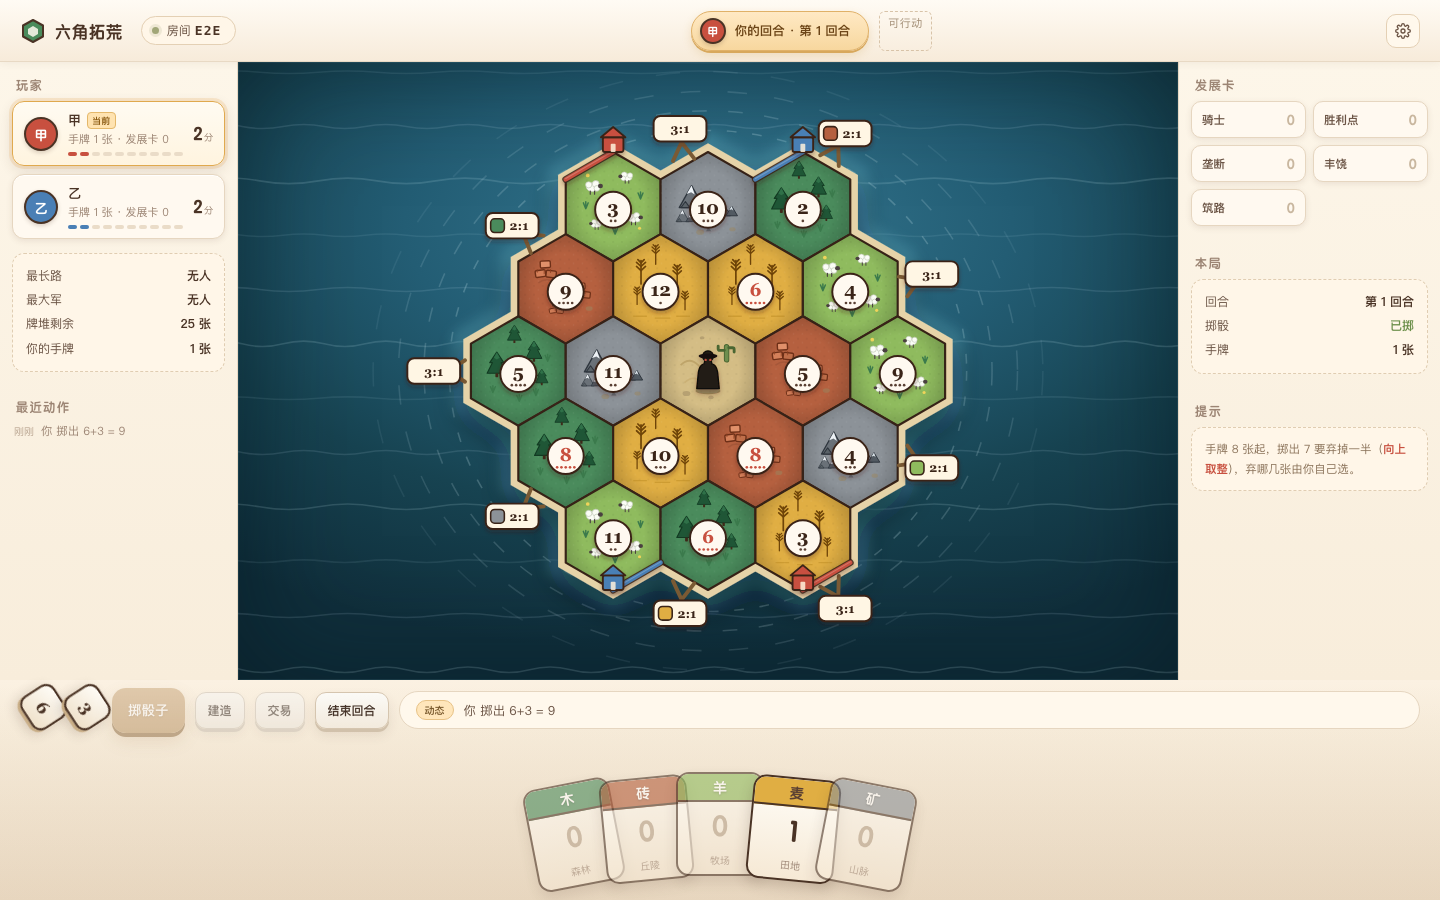 六角拓荒
房间 E2E
甲 你的回合 · 第 1 回合
可行动
玩家
甲 甲 当前
手牌 1 张 · 发展卡 0
2分
乙 乙
手牌 1 张 · 发展卡 0
2分
最长路 无人
最大军 无人
牌堆剩余 25 张
你的手牌 1 张
最近动作
刚刚 你 掷出 6+3 = 9
3:1
2:1
3 10 2
2:1
9 12 6 4
3:1
3:1
5 11 5 9
8 10 8 4
2:1
2:1
11 6 3
2:1
3:1
发展卡
骑士 0
胜利点 0
垄断 0
丰饶 0
筑路 0
本局
回合 第 1 回合
掷骰 已掷
手牌 1 张
提示
手牌 8 张起，掷出 7 要弃掉一半（向上
取整），弃哪几张由你自己选。
6 3
掷骰子
建造
交易
结束回合
动态 你 掷出 6+3 = 9
木 砖 羊 麦 矿
0 0 0 1 0
森林 丘陵 牧场 田地 山脉